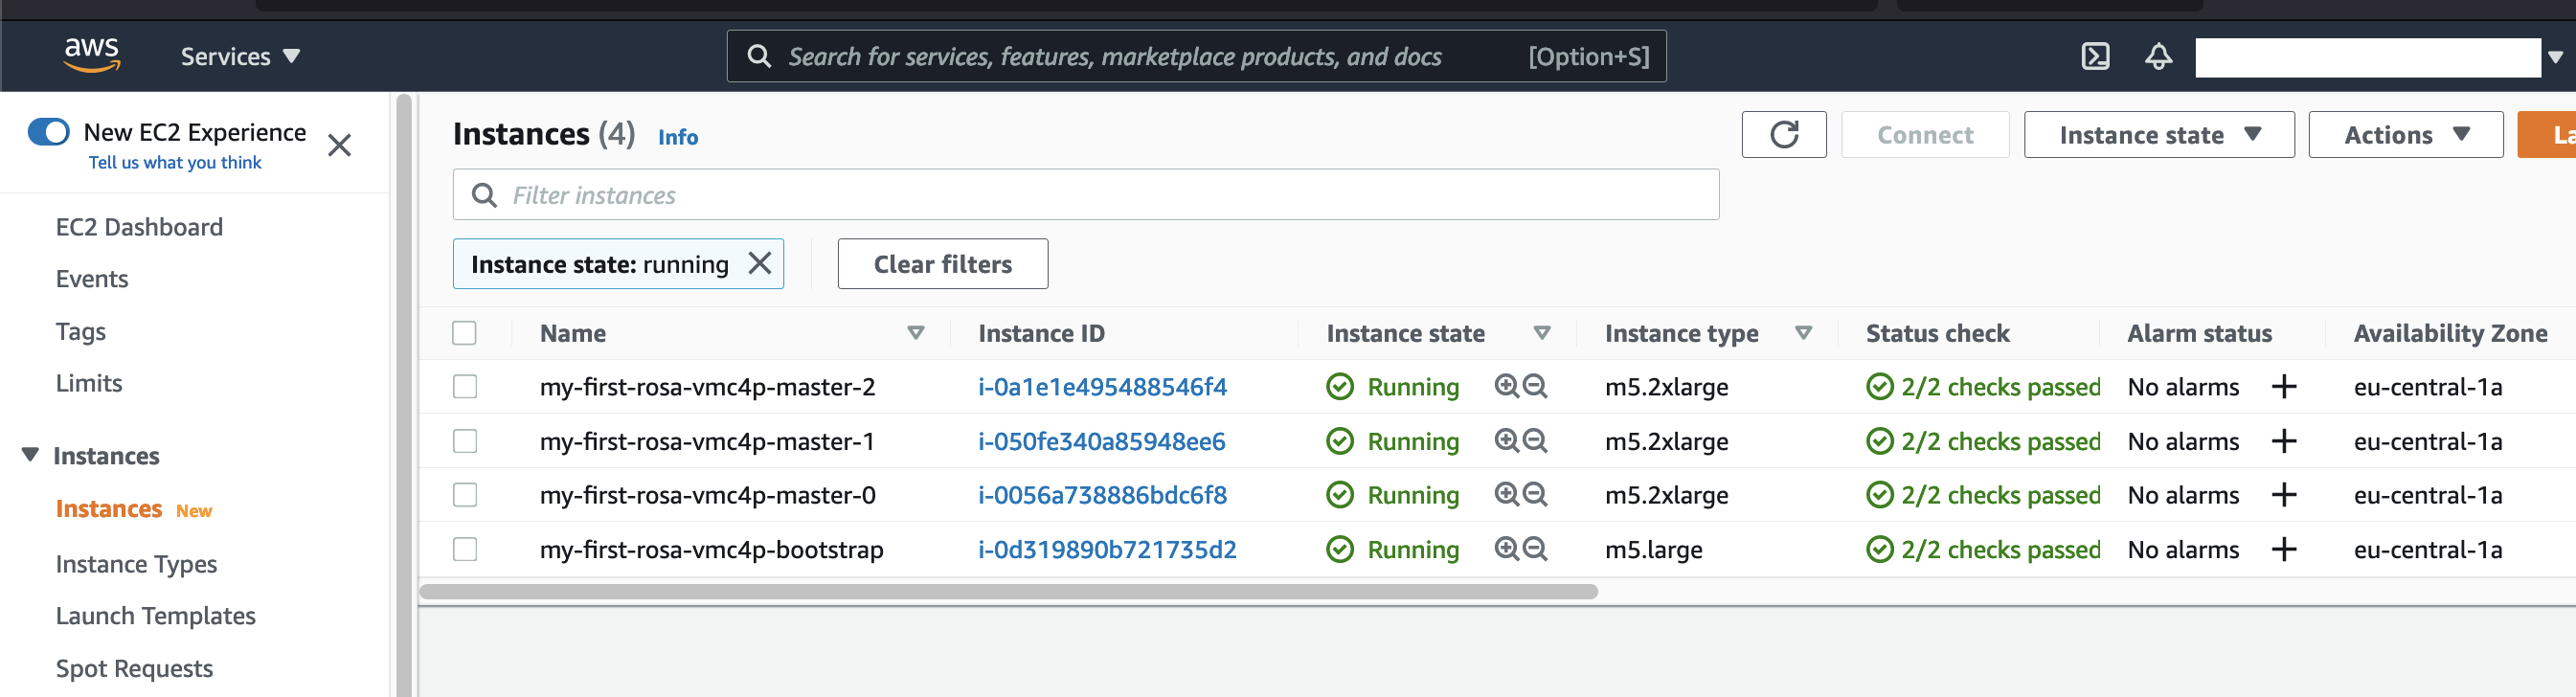 aws Services Search for services, features, marketplace products, and docs [Option+S]
New EC2 Experience
Tell us what you think
EC2 Dashboard
Events
Tags
Limits
Instances
Instances New
Instance Types
Launch Templates
Spot Requests
Instances (4) Info Connect Instance state Actions
Filter instances
Instance state: running Clear filters
Name Instance ID Instance state Instance type Status check Alarm status Availability Zone
my-first-rosa-vmc4p-master-2 i-0a1e1e495488546f4 Running m5.2xlarge 2/2 checks passed No alarms + eu-central-1a
my-first-rosa-vmc4p-master-1 i-050fe340a85948ee6 Running m5.2xlarge 2/2 checks passed No alarms + eu-central-1a
my-first-rosa-vmc4p-master-0 i-0056a738886bdc6f8 Running m5.2xlarge 2/2 checks passed No alarms + eu-central-1a
my-first-rosa-vmc4p-bootstrap i-0d319890b721735d2 Running m5.large 2/2 checks passed No alarms + eu-central-1a